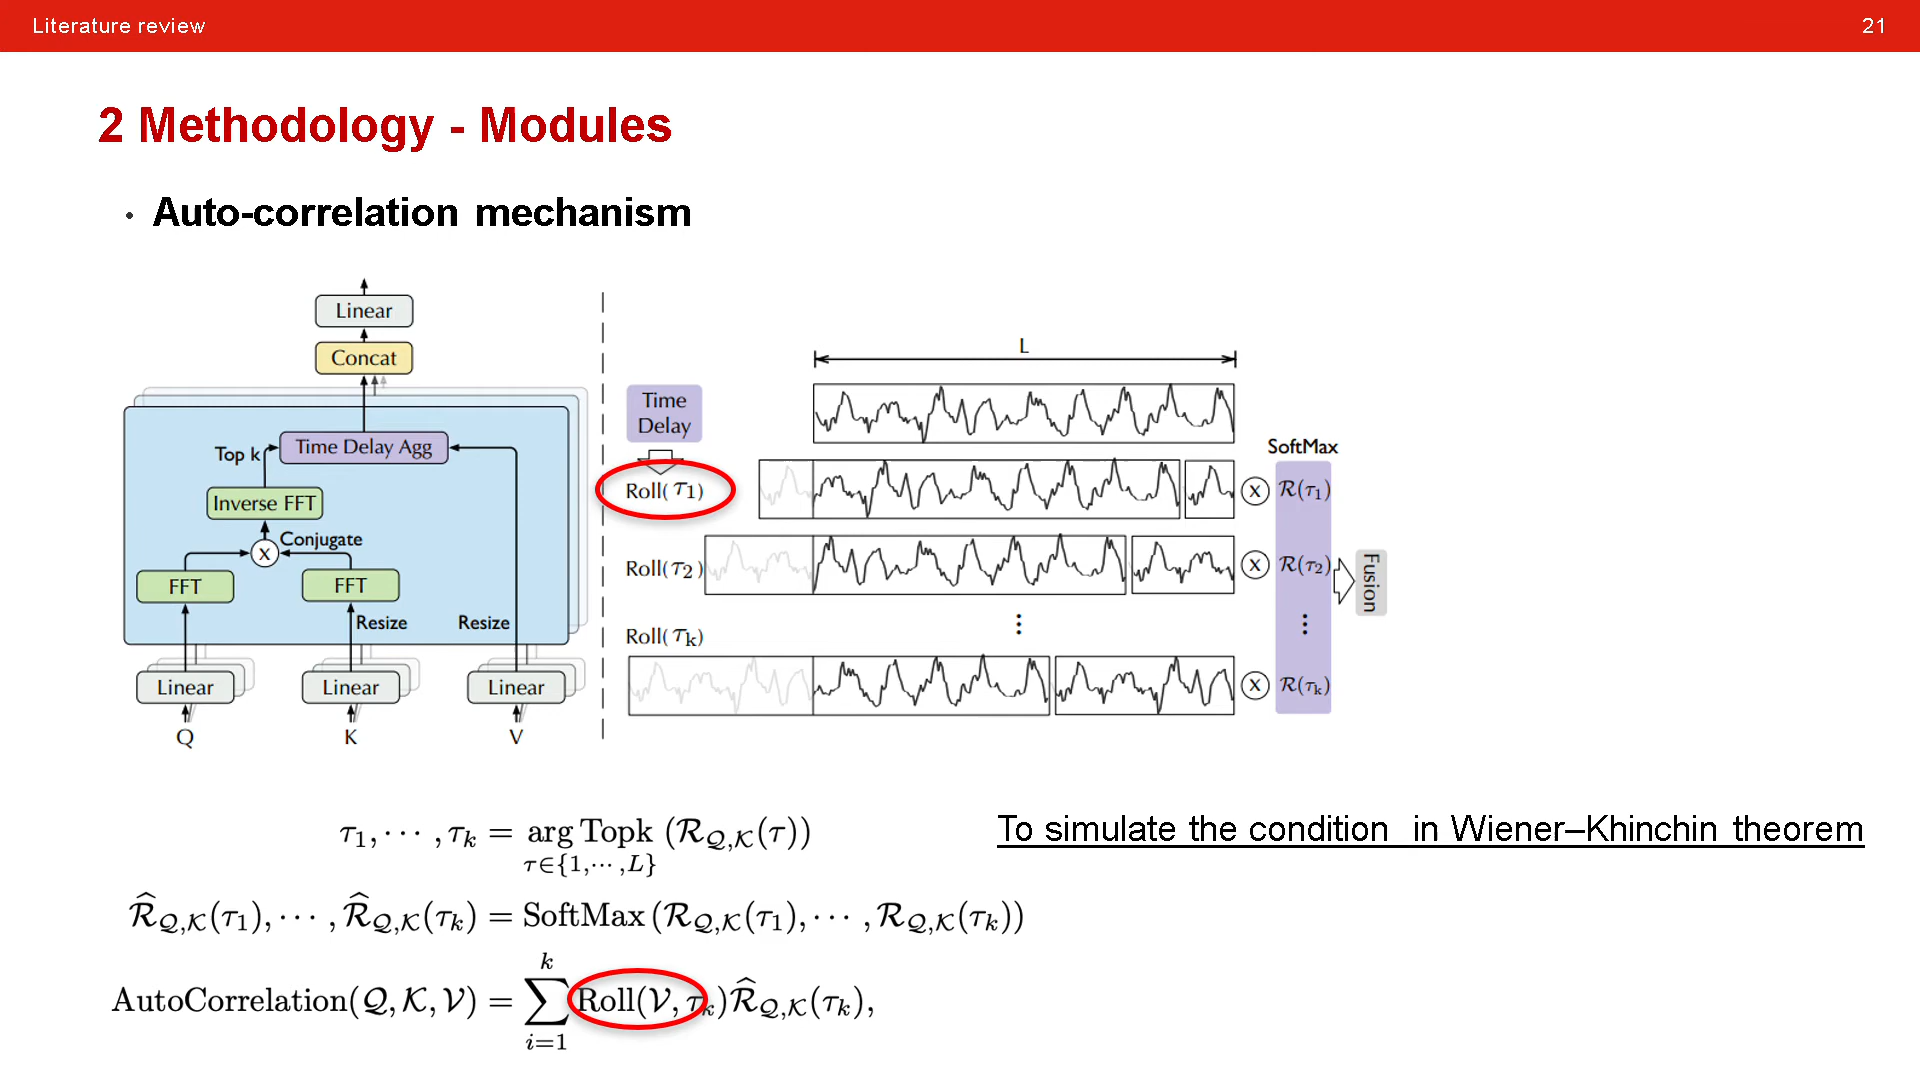 Literature review
21
2 Methodology - Modules
• Auto-correlation mechanism
Linear
Concat
Time Delay Agg
Top k
Inverse FFT
Conjugate
X
FFT
FFT
Resize
Resize
Linear
Linear
Linear
Q
K
V
L
Time
Delay
SoftMax
Roll(τ₁)
X
ℛ(τ₁)
Roll(τ₂)
X
ℛ(τ₂)
Fusion
⋮
⋮
Roll(τₖ)
X
ℛ(τₖ)
τ₁, ⋯ , τₖ = arg Topk (ℛ_{𝒬,𝒦}(τ))
τ∈{1,⋯ ,L}
To simulate the condition in Wiener–Khinchin theorem
ℛ̂_{𝒬,𝒦}(τ₁), ⋯ , ℛ̂_{𝒬,𝒦}(τₖ) = SoftMax (ℛ_{𝒬,𝒦}(τ₁), ⋯ , ℛ_{𝒬,𝒦}(τₖ))
k
AutoCorrelation(𝒬, 𝒦, 𝒱) = ∑ Roll(𝒱, τₖ)ℛ̂_{𝒬,𝒦}(τₖ),
i=1